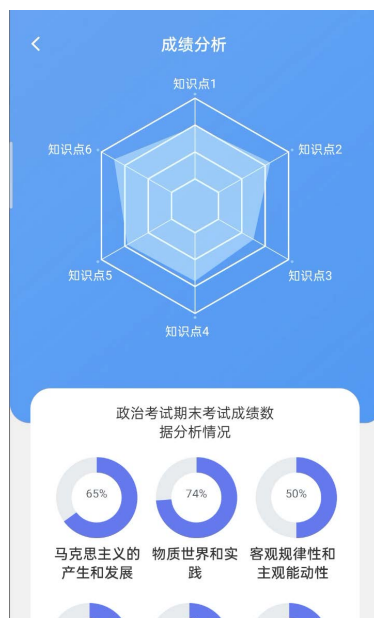 成绩分析
知识点1
知识点6
知识点2
知识点5
知识点3
知识点4
政治考试期末考试成绩数
据分析情况
65%
74%
50%
马克思主义的
产生和发展
物质世界和实
践
客观规律性和
主观能动性